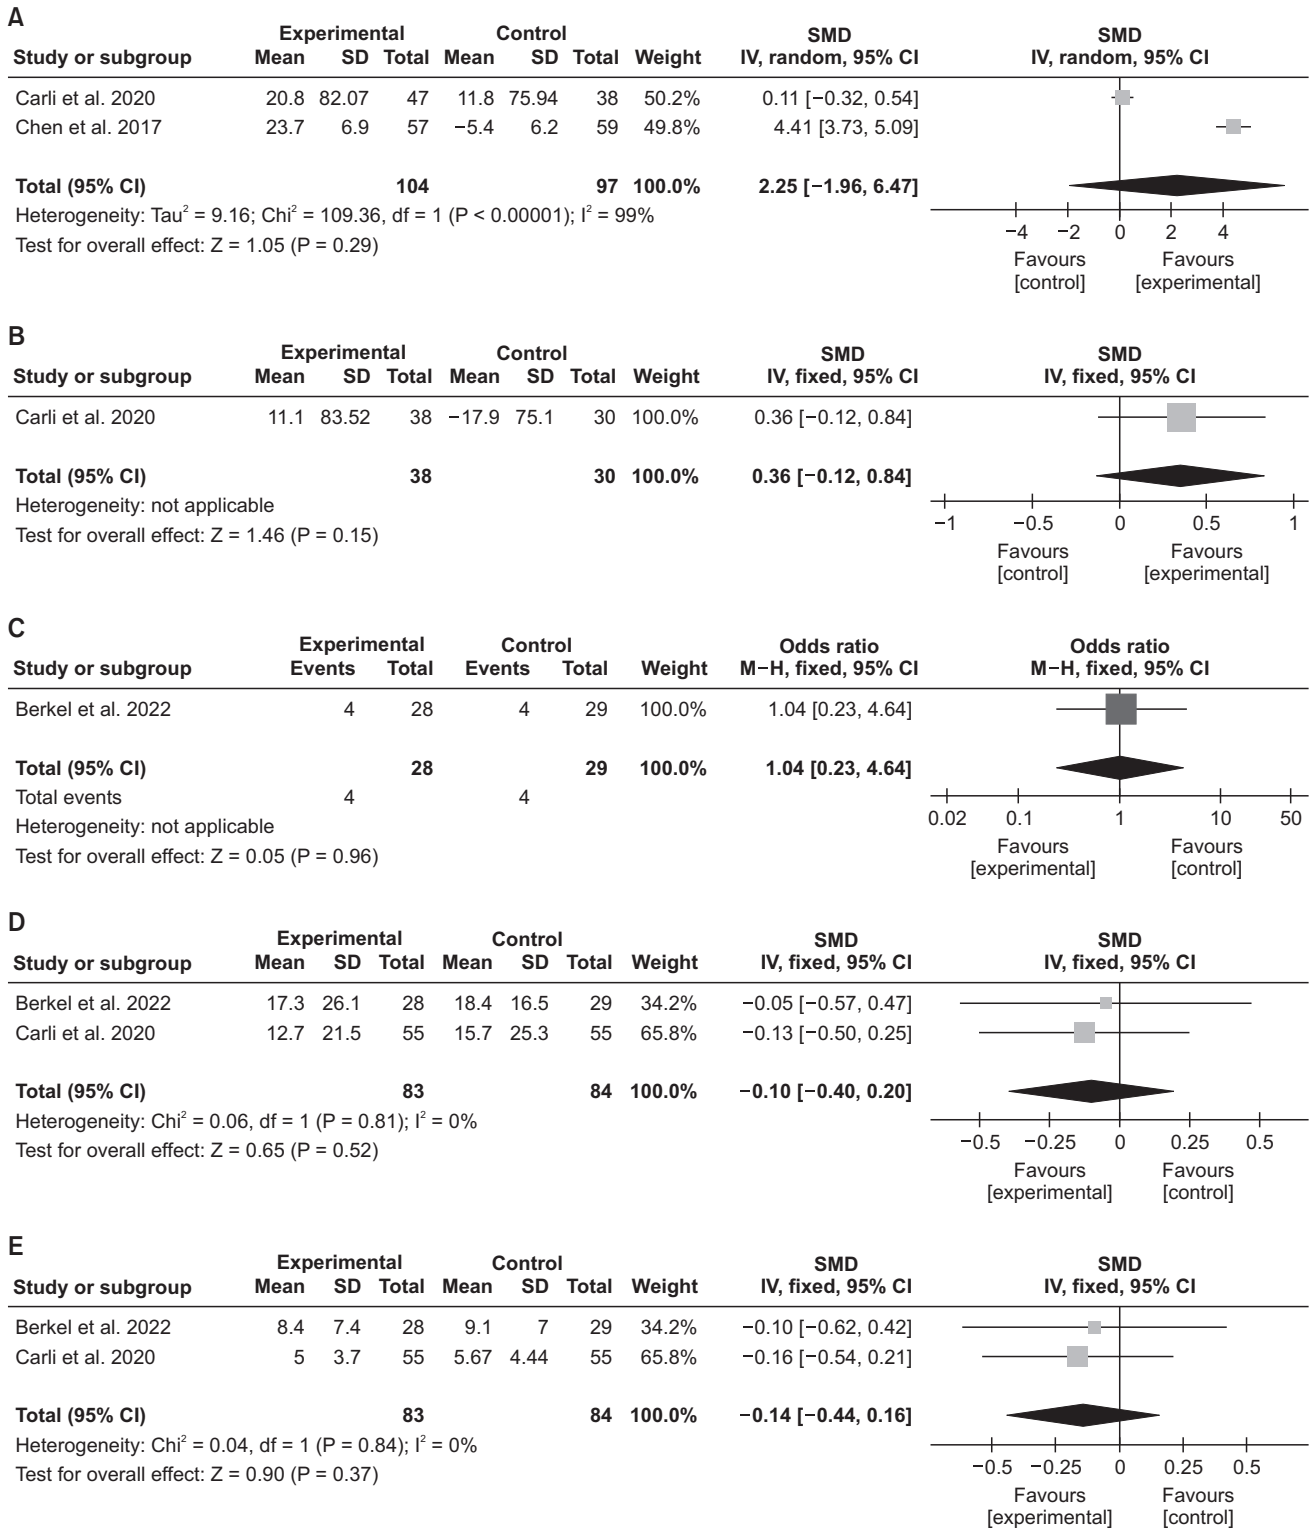 A
Experimental Control SMD SMD
Study or subgroup Mean SD Total Mean SD Total Weight IV, random, 95% CI IV, random, 95% CI
Carli et al. 2020 20.8 82.07 47 11.8 75.94 38 50.2% 0.11 [−0.32, 0.54]
Chen et al. 2017 23.7 6.9 57 −5.4 6.2 59 49.8% 4.41 [3.73, 5.09]
Total (95% CI) 104 97 100.0% 2.25 [−1.96, 6.47]
Heterogeneity: Tau² = 9.16; Chi² = 109.36, df = 1 (P < 0.00001); I² = 99%
−4 −2 0 2 4
Test for overall effect: Z = 1.05 (P = 0.29)
Favours Favours
[control] [experimental]
B
Experimental Control SMD SMD
Study or subgroup Mean SD Total Mean SD Total Weight IV, fixed, 95% CI IV, fixed, 95% CI
Carli et al. 2020 11.1 83.52 38 −17.9 75.1 30 100.0% 0.36 [−0.12, 0.84]
Total (95% CI) 38 30 100.0% 0.36 [−0.12, 0.84]
Heterogeneity: not applicable
−1 −0.5 0 0.5 1
Test for overall effect: Z = 1.46 (P = 0.15)
Favours Favours
[control] [experimental]
C
Experimental Control Odds ratio Odds ratio
Study or subgroup Events Total Events Total Weight M−H, fixed, 95% CI M−H, fixed, 95% CI
Berkel et al. 2022 4 28 4 29 100.0% 1.04 [0.23, 4.64]
Total (95% CI) 28 29 100.0% 1.04 [0.23, 4.64]
Total events 4 4
0.02 0.1 1 10 50
Heterogeneity: not applicable
Test for overall effect: Z = 0.05 (P = 0.96)
Favours Favours
[experimental] [control]
D
Experimental Control SMD SMD
Study or subgroup Mean SD Total Mean SD Total Weight IV, fixed, 95% CI IV, fixed, 95% CI
Berkel et al. 2022 17.3 26.1 28 18.4 16.5 29 34.2% −0.05 [−0.57, 0.47]
Carli et al. 2020 12.7 21.5 55 15.7 25.3 55 65.8% −0.13 [−0.50, 0.25]
Total (95% CI) 83 84 100.0% −0.10 [−0.40, 0.20]
Heterogeneity: Chi² = 0.06, df = 1 (P = 0.81); I² = 0%
−0.5 −0.25 0 0.25 0.5
Test for overall effect: Z = 0.65 (P = 0.52)
Favours Favours
[experimental] [control]
E
Experimental Control SMD SMD
Study or subgroup Mean SD Total Mean SD Total Weight IV, fixed, 95% CI IV, fixed, 95% CI
Berkel et al. 2022 8.4 7.4 28 9.1 7 29 34.2% −0.10 [−0.62, 0.42]
Carli et al. 2020 5 3.7 55 5.67 4.44 55 65.8% −0.16 [−0.54, 0.21]
Total (95% CI) 83 84 100.0% −0.14 [−0.44, 0.16]
Heterogeneity: Chi² = 0.04, df = 1 (P = 0.84); I² = 0%
−0.5 −0.25 0 0.25 0.5
Test for overall effect: Z = 0.90 (P = 0.37)
Favours Favours
[experimental] [control]